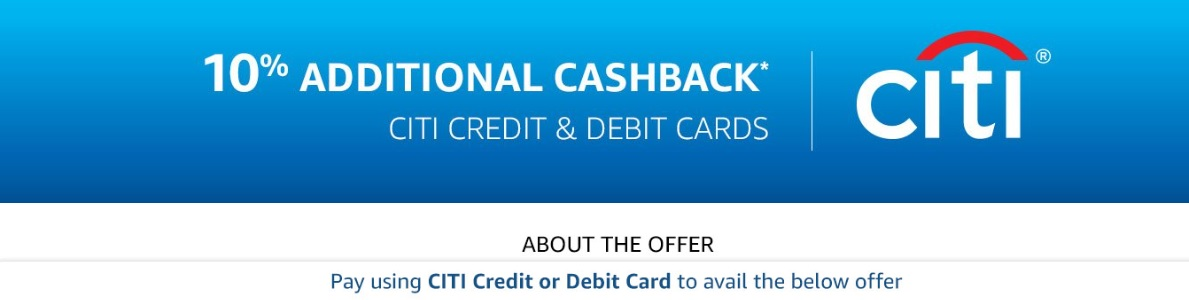 10% ADDITIONAL CASHBACK*
CITI CREDIT & DEBIT CARDS
citi®
ABOUT THE OFFER
Pay using CITI Credit or Debit Card to avail the below offer